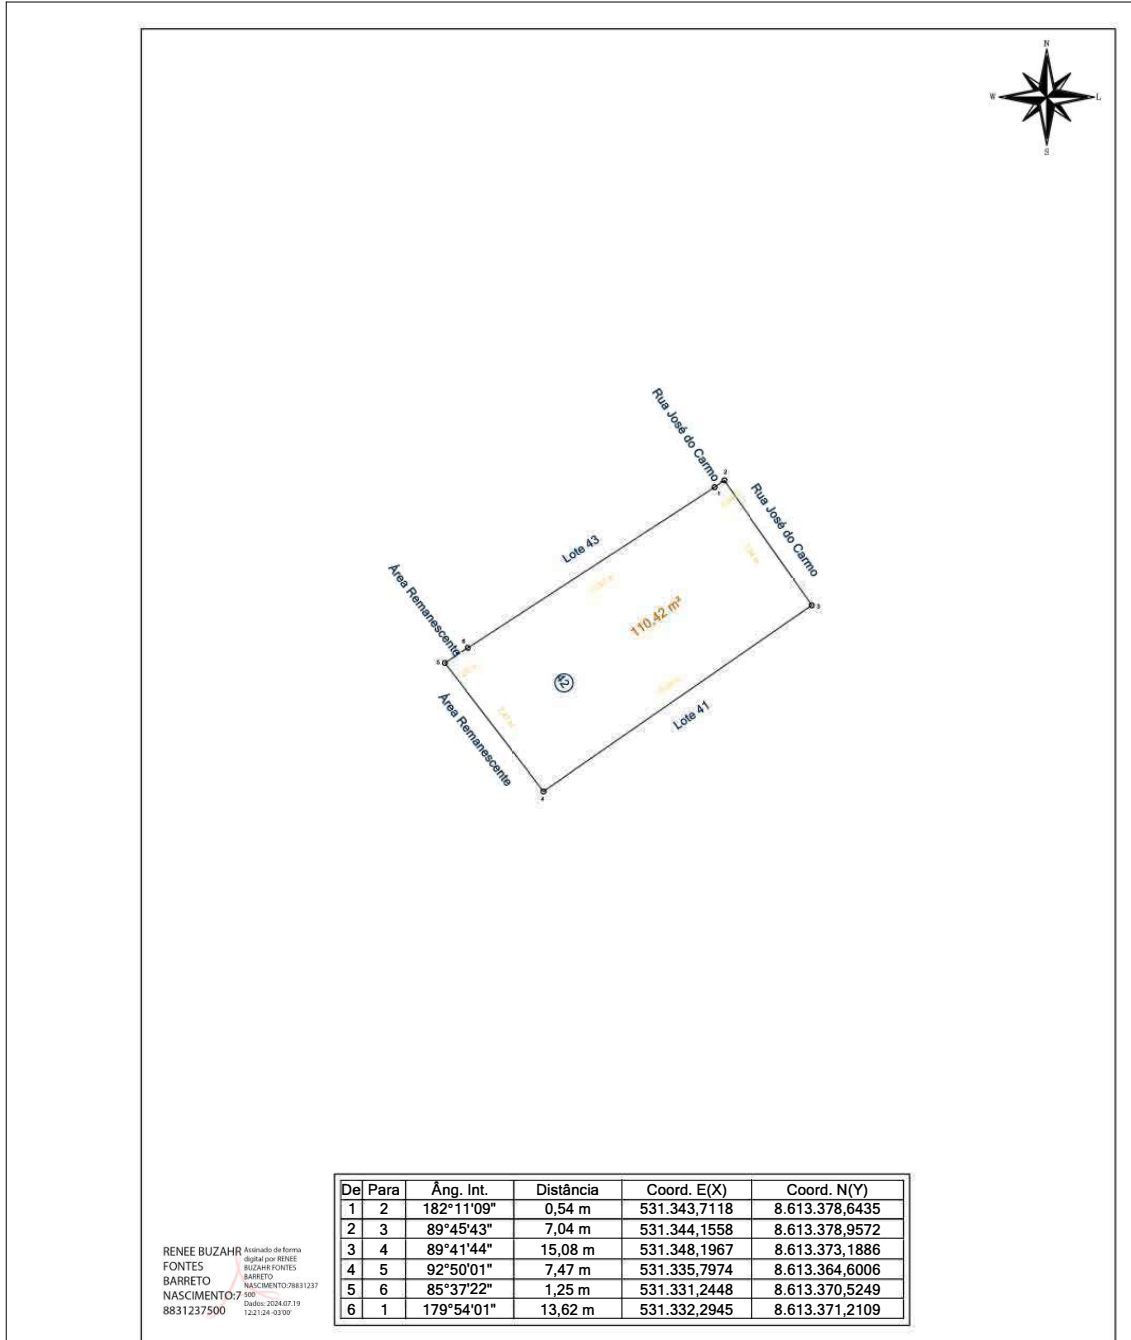 N
W L
S
Rua José do Carmo
2
1
Rua José do Carmo
Lote 43
Área Remanescente
3
110,42 m²
6
5
42
7,04 m
7,47 m
Lote 41
Área Remanescente
4
De Para Âng. Int. Distância Coord. E(X) Coord. N(Y)
1 2 182°11'09" 0,54 m 531.343,7118 8.613.378,6435
2 3 89°45'43" 7,04 m 531.344,1558 8.613.378,9572
3 4 89°41'44" 15,08 m 531.348,1967 8.613.373,1886
4 5 92°50'01" 7,47 m 531.335,7974 8.613.364,6006
5 6 85°37'22" 1,25 m 531.331,2448 8.613.370,5249
6 1 179°54'01" 13,62 m 531.332,2945 8.613.371,2109
RENEE BUZAHR
FONTES
BARRETO
NASCIMENTO:7
8831237500
Assinado de forma
digital por RENEE
BUZAHR FONTES
BARRETO
NASCIMENTO:78831237
500
Dados: 2024.07.19
12:21:24 -03'00'